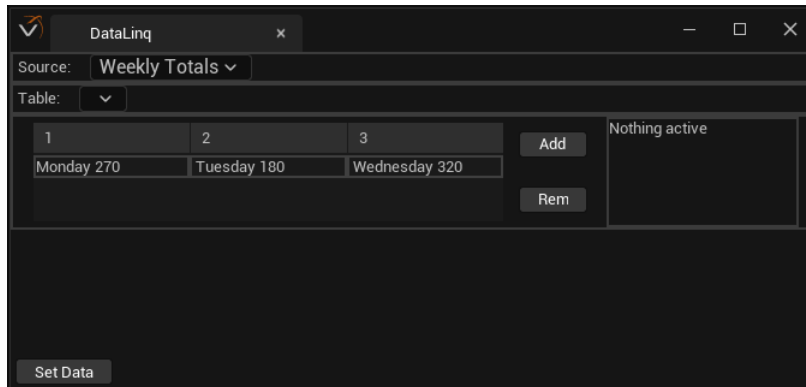 DataLinq
Source: Weekly Totals
Table:
1 2 3
Monday 270 Tuesday 180 Wednesday 320
Add
Rem
Nothing active
Set Data